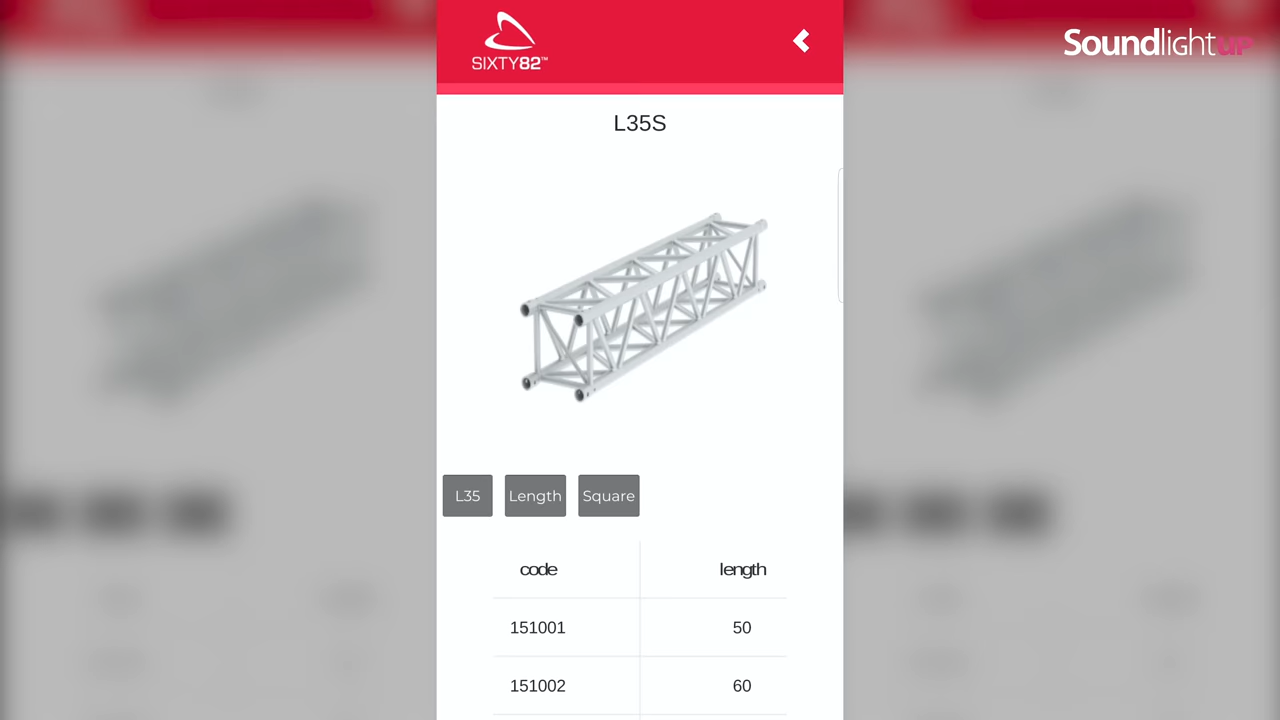 SIXTY82™
SoundlightUP
L35S
L35 Length Square
code length
151001 50
151002 60